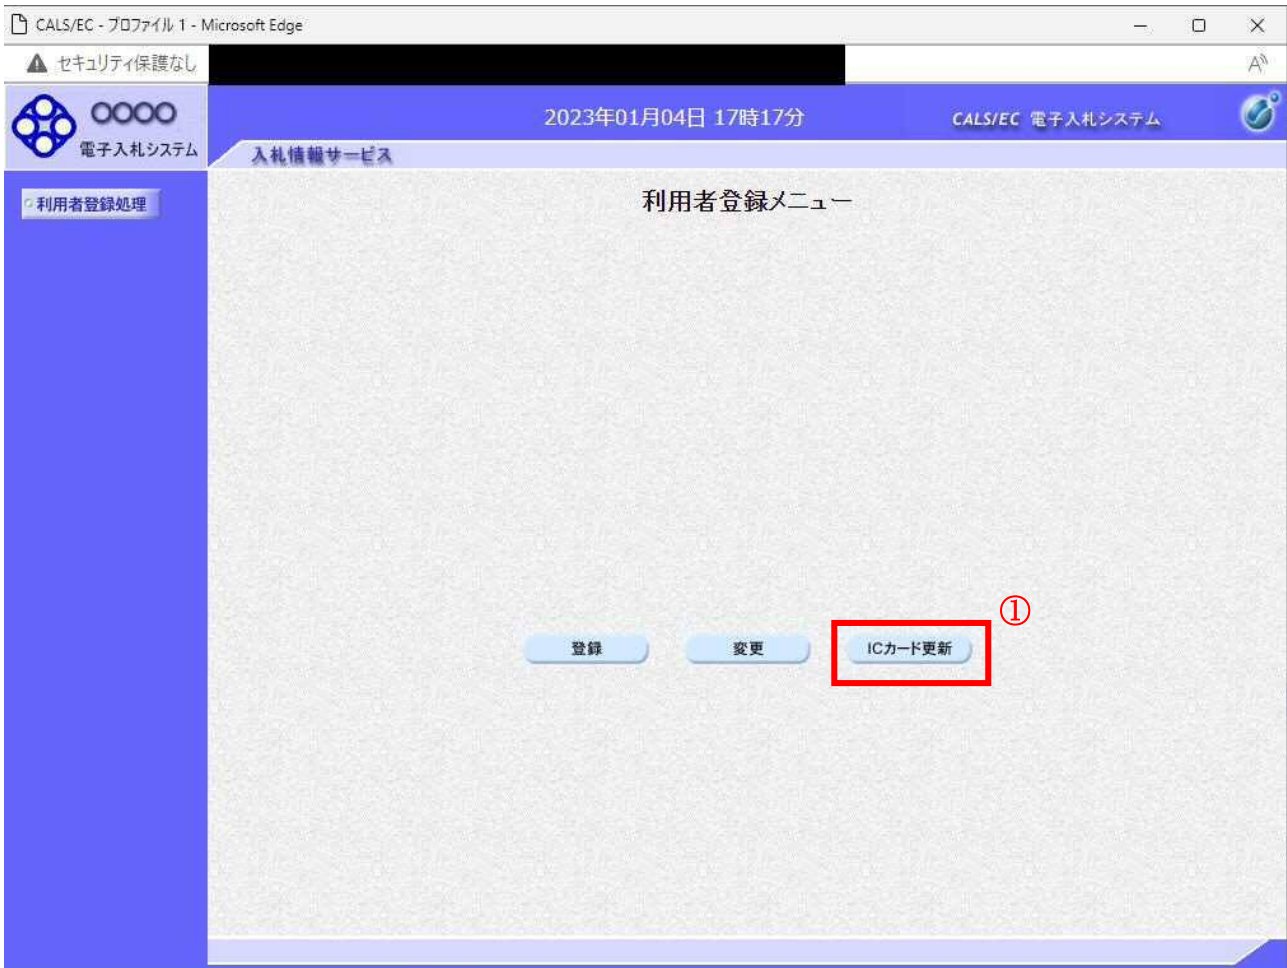 CALS/EC - プロファイル 1 - Microsoft Edge
セキュリティ保護なし
A
〇〇〇〇
電子入札システム
2023年01月04日 17時17分
CALS/EC 電子入札システム
入札情報サービス
利用者登録処理
利用者登録メニュー
①
登録
変更
ICカード更新